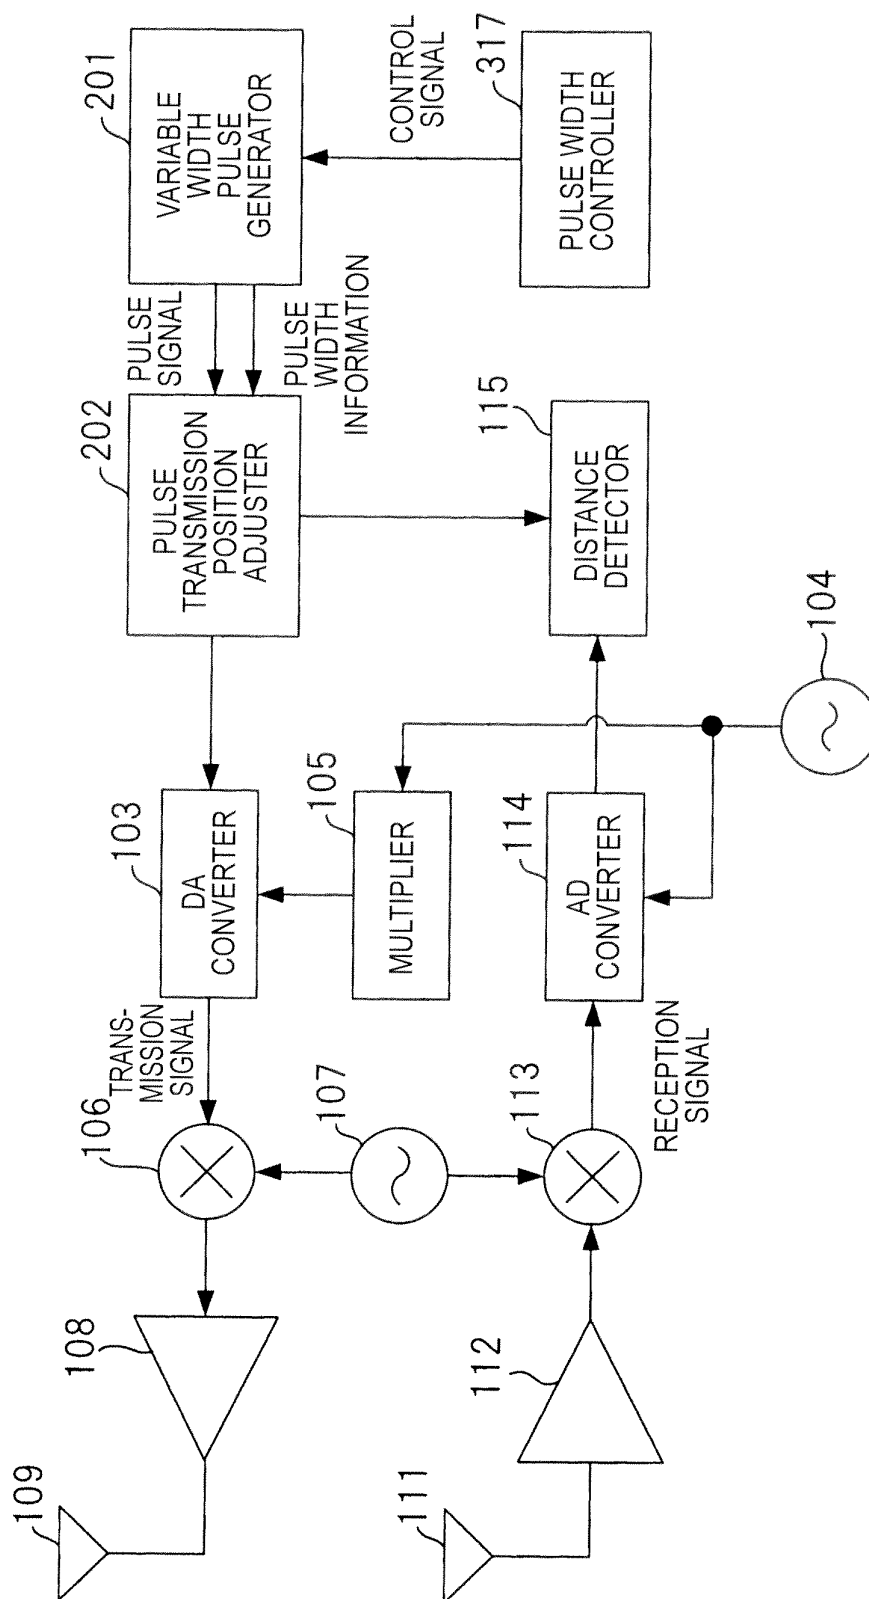 109
108
106
TRANS-
MISSION
SIGNAL
103
DA
CONVERTER
202
PULSE
TRANSMISSION
POSITION
ADJUSTER
PULSE
SIGNAL
PULSE
WIDTH
INFORMATION
201
VARIABLE
WIDTH
PULSE
GENERATOR
107
105
MULTIPLIER
CONTROL
SIGNAL
111
112
113
RECEPTION
SIGNAL
114
AD
CONVERTER
115
DISTANCE
DETECTOR
317
PULSE WIDTH
CONTROLLER
104